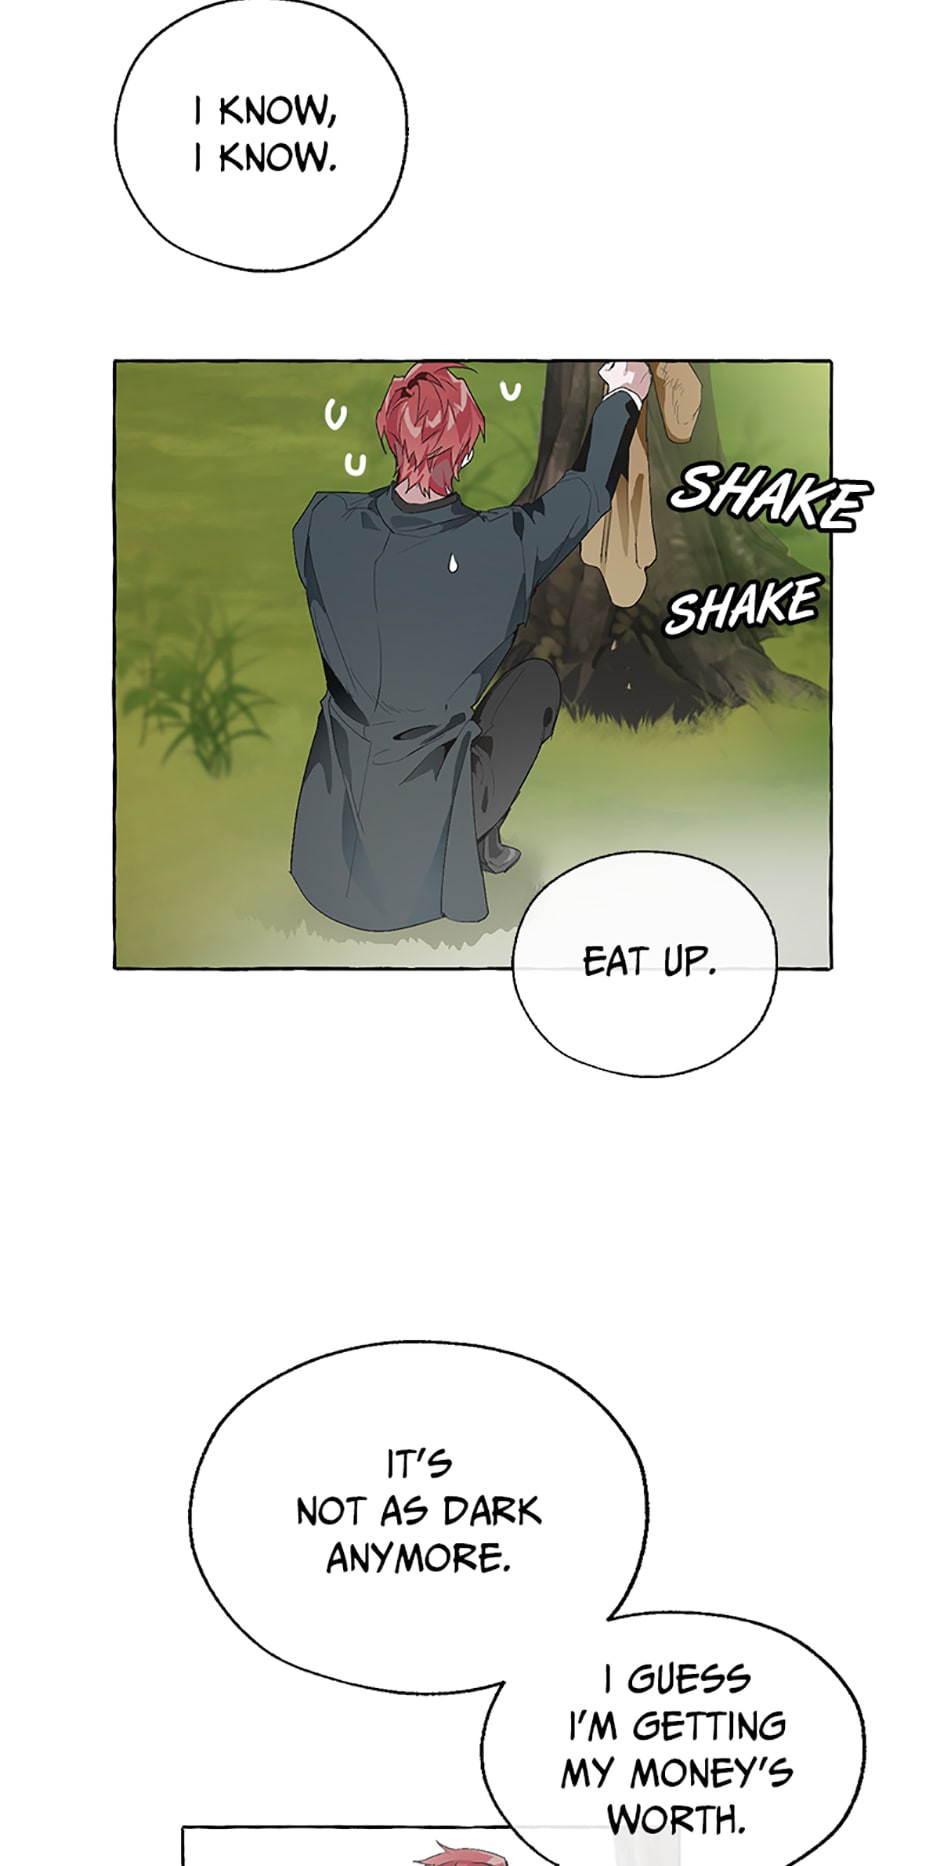 I KNOW,
I KNOW.
SHAKE
SHAKE
EAT UP.
IT'S
NOT AS DARK
ANYMORE.
I GUESS
I'M GETTING
MY MONEY'S
WORTH.